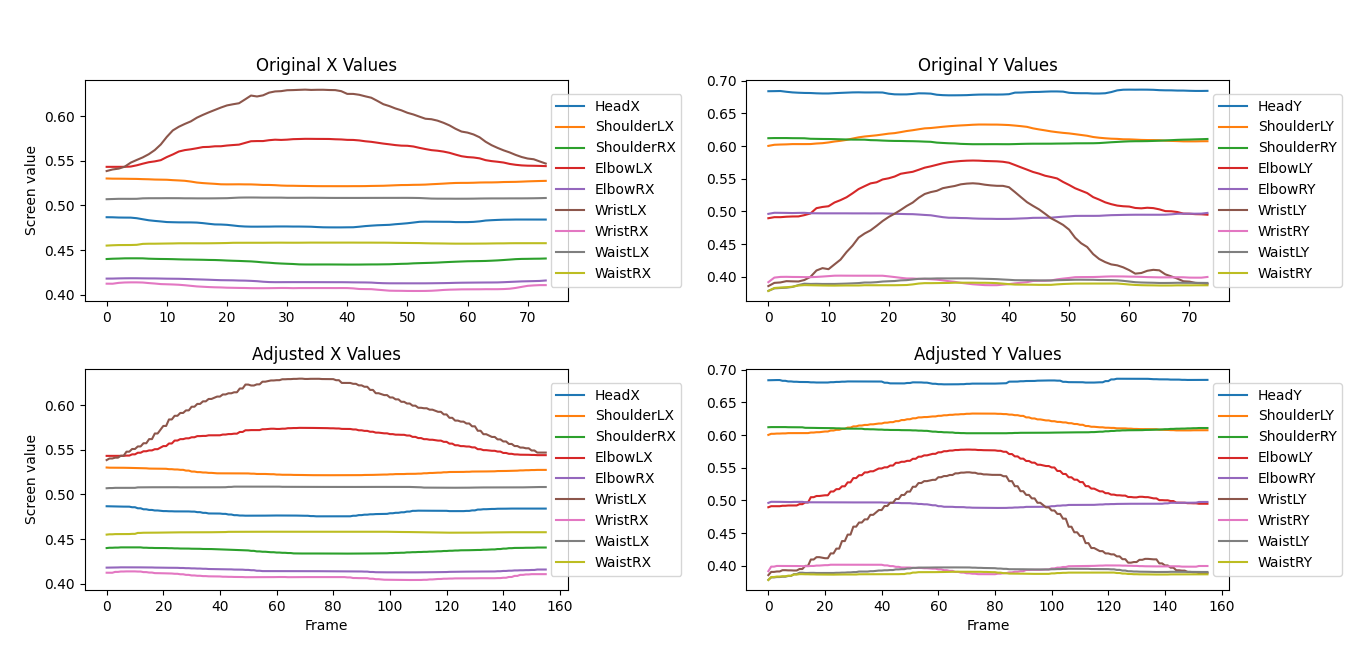 Original X Values
Screen value
0.60
0.55
0.50
0.45
0.40
0 10 20 30 40 50 60 70
HeadX
ShoulderLX
ShoulderRX
ElbowLX
ElbowRX
WristLX
WristRX
WaistLX
WaistRX
Original Y Values
0.70
0.65
0.60
0.55
0.50
0.45
0.40
0 10 20 30 40 50 60 70
HeadY
ShoulderLY
ShoulderRY
ElbowLY
ElbowRY
WristLY
WristRY
WaistLY
WaistRY
Adjusted X Values
Screen value
0.60
0.55
0.50
0.45
0.40
0 20 40 60 80 100 120 140 160
Frame
HeadX
ShoulderLX
ShoulderRX
ElbowLX
ElbowRX
WristLX
WristRX
WaistLX
WaistRX
Adjusted Y Values
0.70
0.65
0.60
0.55
0.50
0.45
0.40
0 20 40 60 80 100 120 140 160
Frame
HeadY
ShoulderLY
ShoulderRY
ElbowLY
ElbowRY
WristLY
WristRY
WaistLY
WaistRY